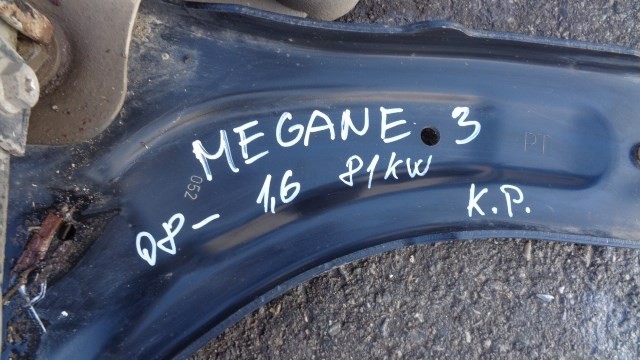 MEGANE 3
08- 1,6 81KW
K.P.
052
PT